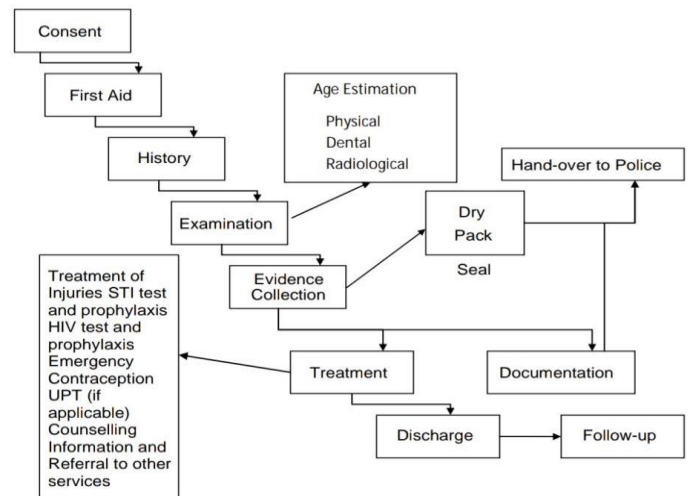 Consent
First Aid
History
Examination
Age Estimation
Physical
Dental
Radiological
Evidence
Collection
Dry
Pack
Seal
Hand-over to Police
Treatment
Documentation
Treatment of
Injuries STI test
and prophylaxis
HIV test and
prophylaxis
Emergency
Contraception
UPT (if
applicable)
Counselling
Information and
Referral to other
services
Discharge
Follow-up